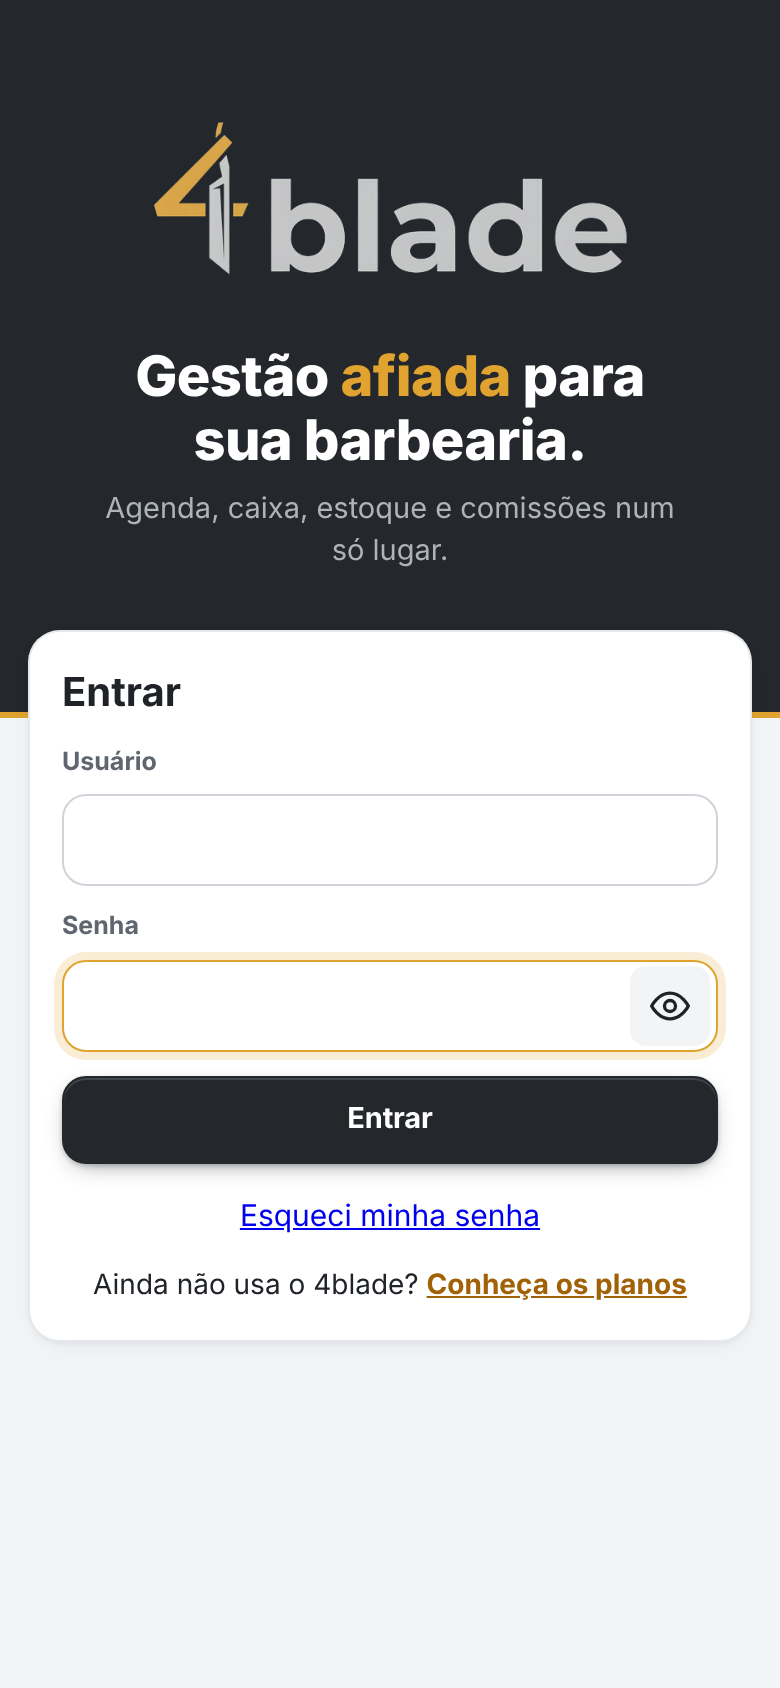 4blade
Gestão afiada para
sua barbearia.
Agenda, caixa, estoque e comissões num
só lugar.
Entrar
Usuário
Senha
Entrar
Esqueci minha senha
Ainda não usa o 4blade? Conheça os planos